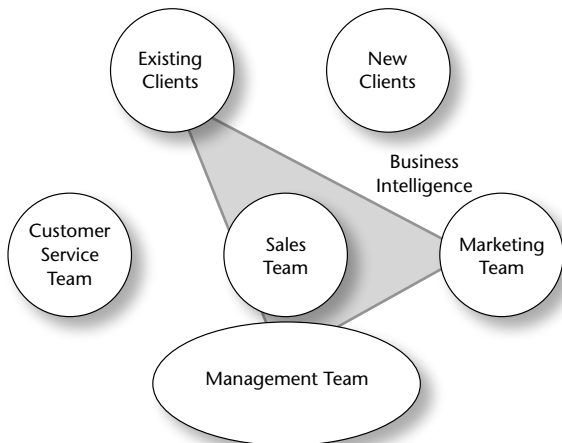 Existing
Clients
New
Clients
Business
Intelligence
Customer
Service
Team
Sales
Team
Marketing
Team
Management Team